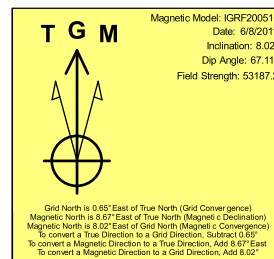 Magnetic Model: IGRF20051
T G M
Date: 6/8/201
Inclination: 8.02
Dip Angle: 67.11
Field Strength: 53187.2
Grid North is 0.65° East of True North (Grid Convergence)
Magnetic North is 8.67° East of True North (Magnetic Declination)
Magnetic North is 8.02° East of Grid North (Magnetic Convergence)
To convert a True Direction to a Grid Direction, Subtract 0.65°
To convert a Magnetic Direction to a True Direction, Add 8.67° East
To convert a Magnetic Direction to a Grid Direction, Add 8.02°